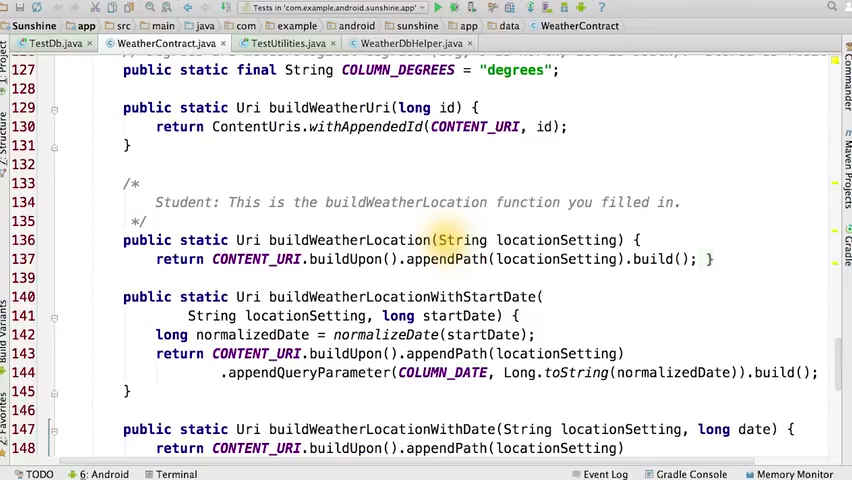 Tests in 'com.example.android.sunshine.app'
Sunshine app src main java com example android sunshine app data WeatherContract
TestDb.java × WeatherContract.java × TestUtilities.java × WeatherDbHelper.java ×
1: Project
Z: Structure
Build Variants
2: Favorites
Commander
Maven Projects
Gradle
127 public static final String COLUMN_DEGREES = "degrees";
128
129 public static Uri buildWeatherUri(long id) {
130 return ContentUris.withAppendedId(CONTENT_URI, id);
131 }
132
133 /*
134 Student: This is the buildWeatherLocation function you filled in.
135 */
136 public static Uri buildWeatherLocation(String locationSetting) {
137 return CONTENT_URI.buildUpon().appendPath(locationSetting).build(); }
139
140 public static Uri buildWeatherLocationWithStartDate(
141 String locationSetting, long startDate) {
142 long normalizedDate = normalizeDate(startDate);
143 return CONTENT_URI.buildUpon().appendPath(locationSetting)
144 .appendQueryParameter(COLUMN_DATE, Long.toString(normalizedDate)).build();
145 }
146
147 public static Uri buildWeatherLocationWithDate(String locationSetting, long date) {
148 return CONTENT_URI.buildUpon().appendPath(locationSetting)
TODO 6: Android Terminal Event Log Gradle Console Memory Monitor